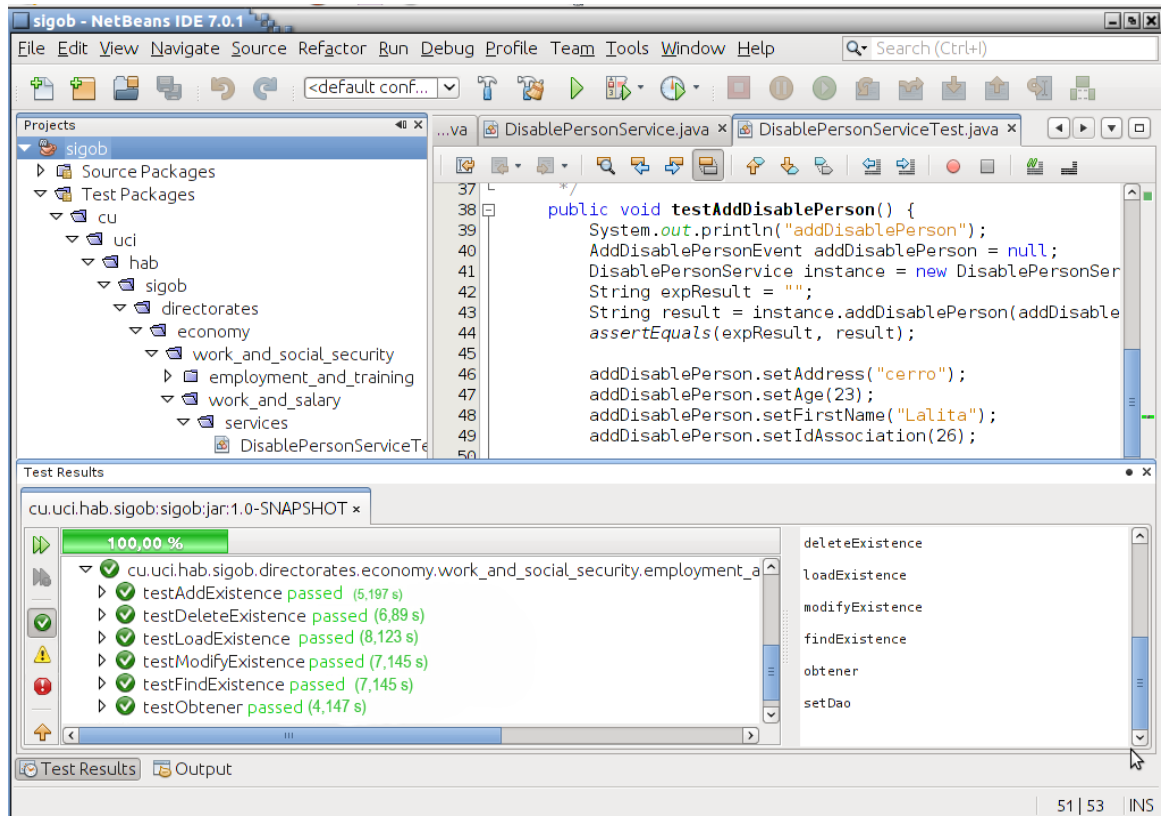 sigob - NetBeans IDE 7.0.1
File Edit View Navigate Source Refactor Run Debug Profile Team Tools Window Help
Search (Ctrl+I)
<default conf...
Projects
sigob
Source Packages
Test Packages
cu
uci
hab
sigob
directorates
economy
work_and_social_security
employment_and_training
work_and_salary
services
DisablePersonServiceTe
...va DisablePersonService.java × DisablePersonServiceTest.java ×
37 */
38 public void testAddDisablePerson() {
39 System.out.println("addDisablePerson");
40 AddDisablePersonEvent addDisablePerson = null;
41 DisablePersonService instance = new DisablePersonSer
42 String expResult = "";
43 String result = instance.addDisablePerson(addDisable
44 assertEquals(expResult, result);
45
46 addDisablePerson.setAddress("cerro");
47 addDisablePerson.setAge(23);
48 addDisablePerson.setFirstName("Lalita");
49 addDisablePerson.setIdAssociation(26);
50
Test Results
cu.uci.hab.sigob:sigob:jar:1.0-SNAPSHOT ×
100,00 %
cu.uci.hab.sigob.directorates.economy.work_and_social_security.employment_a
testAddExistence passed (5,197 s)
testDeleteExistence passed (6,89 s)
testLoadExistence passed (8,123 s)
testModifyExistence passed (7,145 s)
testFindExistence passed (7,145 s)
testObtener passed (4,147 s)
deleteExistence
loadExistence
modifyExistence
findExistence
obtener
setDao
Test Results Output
51 | 53 INS